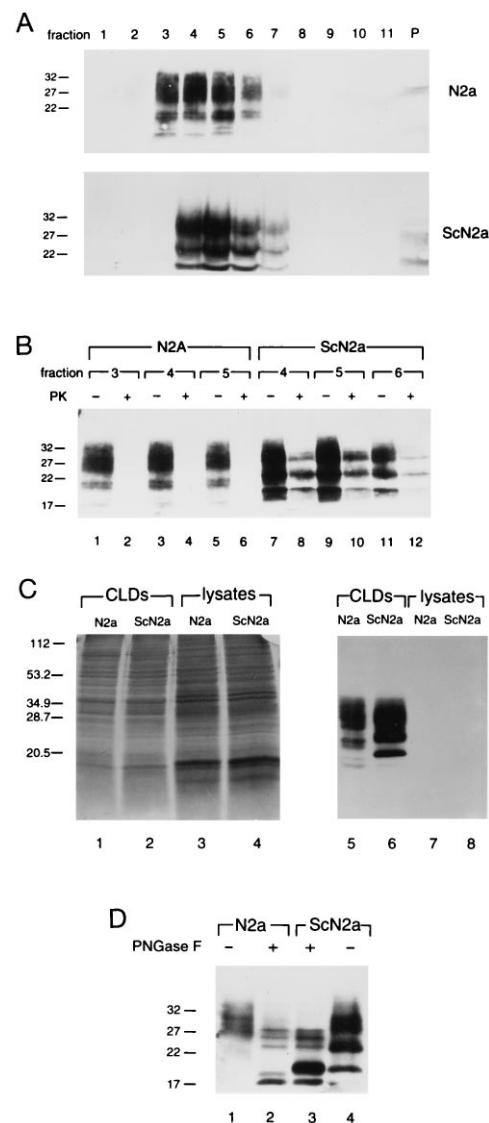 A
fraction 1 2 3 4 5 6 7 8 9 10 11 P
32
27
22
N2a
32
27
22
ScN2a
B
N2A ScN2a
fraction 3 4 5 4 5 6
PK - + - + - + - + - + - +
32
27
22
17
1 2 3 4 5 6 7 8 9 10 11 12
C
CLDs lysates CLDs lysates
N2a ScN2a N2a ScN2a N2a ScN2a N2a ScN2a
112
53.2
34.9
28.7
20.5
1 2 3 4 5 6 7 8
D
N2a ScN2a
PNGase F - + + -
32
27
22
17
1 2 3 4